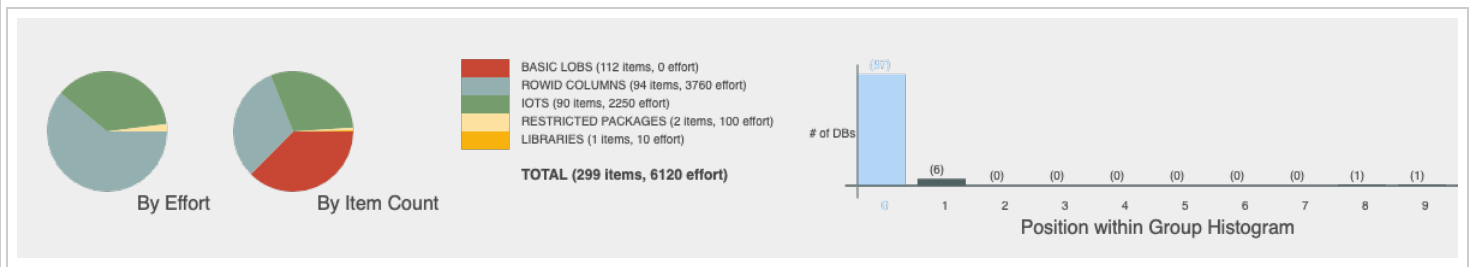 By Effort
By Item Count
BASIC LOBS (112 items, 0 effort)
ROWID COLUMNS (94 items, 3760 effort)
IOTS (90 items, 2250 effort)
RESTRICTED PACKAGES (2 items, 100 effort)
LIBRARIES (1 items, 10 effort)
TOTAL (299 items, 6120 effort)
# of DBs
(6) (0) (0) (0) (0) (0) (0) (1) (1)
1 2 3 4 5 6 7 8 9
Position within Group Histogram